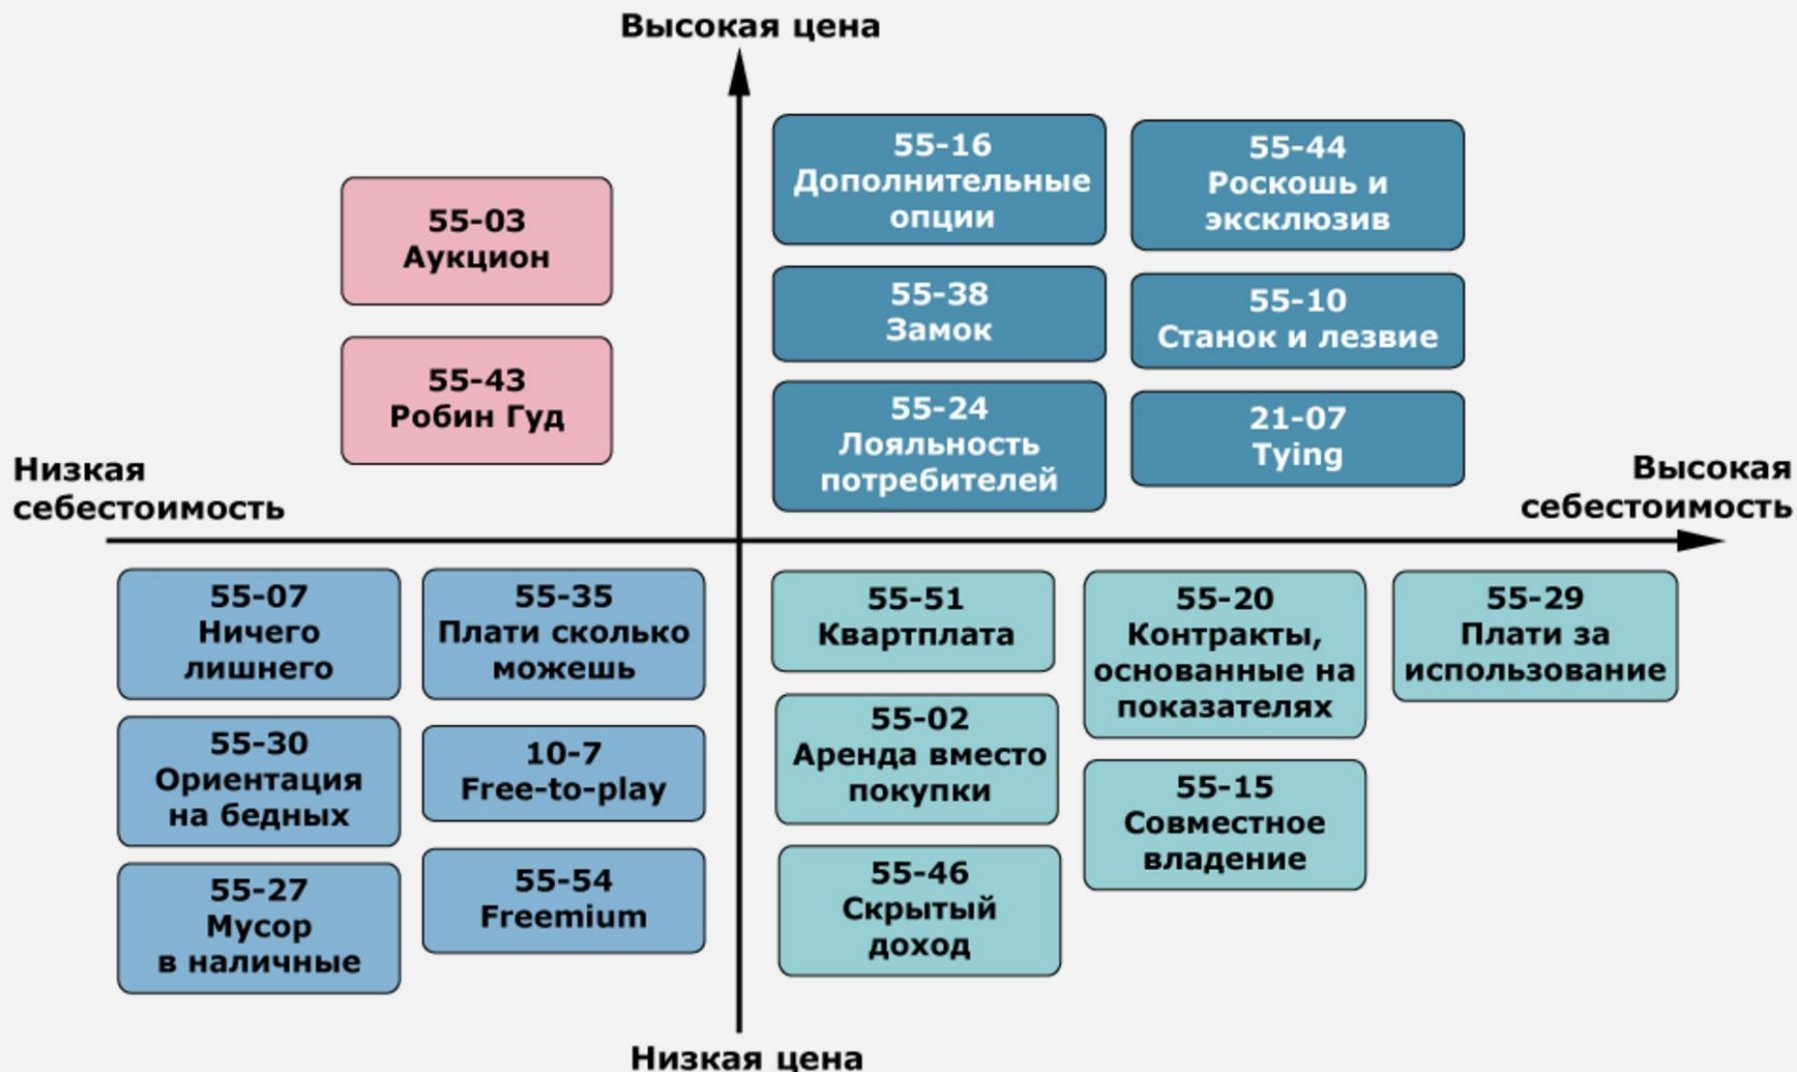 Высокая цена
55-03
Аукцион
55-43
Робин Гуд
55-16
Дополнительные
опции
55-44
Роскошь и
эксклюзив
55-38
Замок
55-10
Станок и лезвие
55-24
Лояльность
потребителей
21-07
Tying
Низкая
себестоимость
Высокая
себестоимость
55-07
Ничего
лишнего
55-35
Плати сколько
можешь
55-30
Ориентация
на бедных
10-7
Free-to-play
55-27
Мусор
в наличные
55-54
Freemium
55-51
Квартплата
55-20
Контракты,
основанные на
показателях
55-29
Плати за
использование
55-02
Аренда вместо
покупки
55-15
Совместное
владение
55-46
Скрытый
доход
Низкая цена